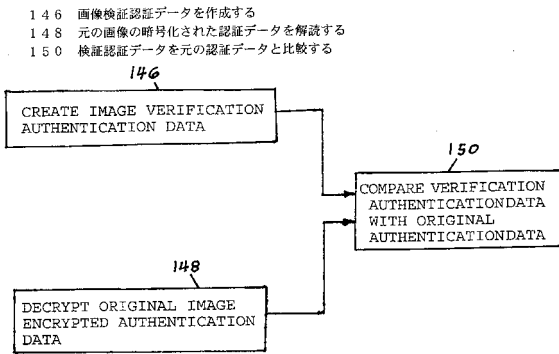 146 画像検証認証データを作成する
148 元の画像の暗号化された認証データを解読する
150 検証認証データを元の認証データと比較する
146
CREATE IMAGE VERIFICATION
AUTHENTICATION DATA
150
COMPARE VERIFICATION
AUTHENTICATIONDATA
WITH ORIGINAL
AUTHENTICATIONDATA
148
DECRYPT ORIGINAL IMAGE
ENCRYPTED AUTHENTICATION
DATA